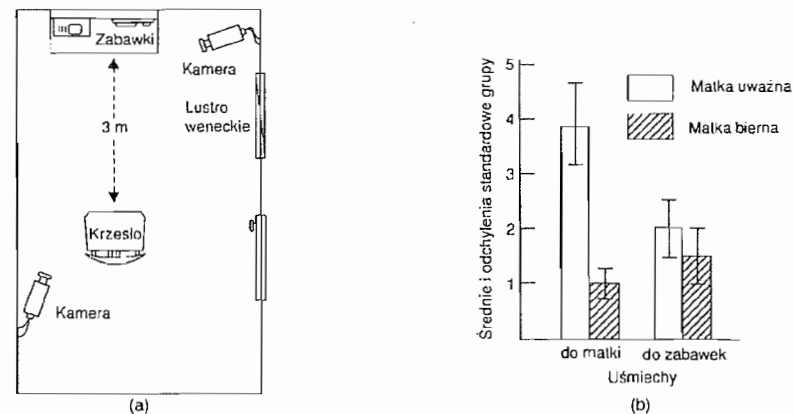 Zabawki
Kamera
Lustro
weneckie
3 m
Krzesło
Kamera
(a)
Średnie i odchylenia standardowe grupy
5
4
3
2
1
Matka uważna
Matka bierna
do matki do zabawek
Uśmiechy
(b)